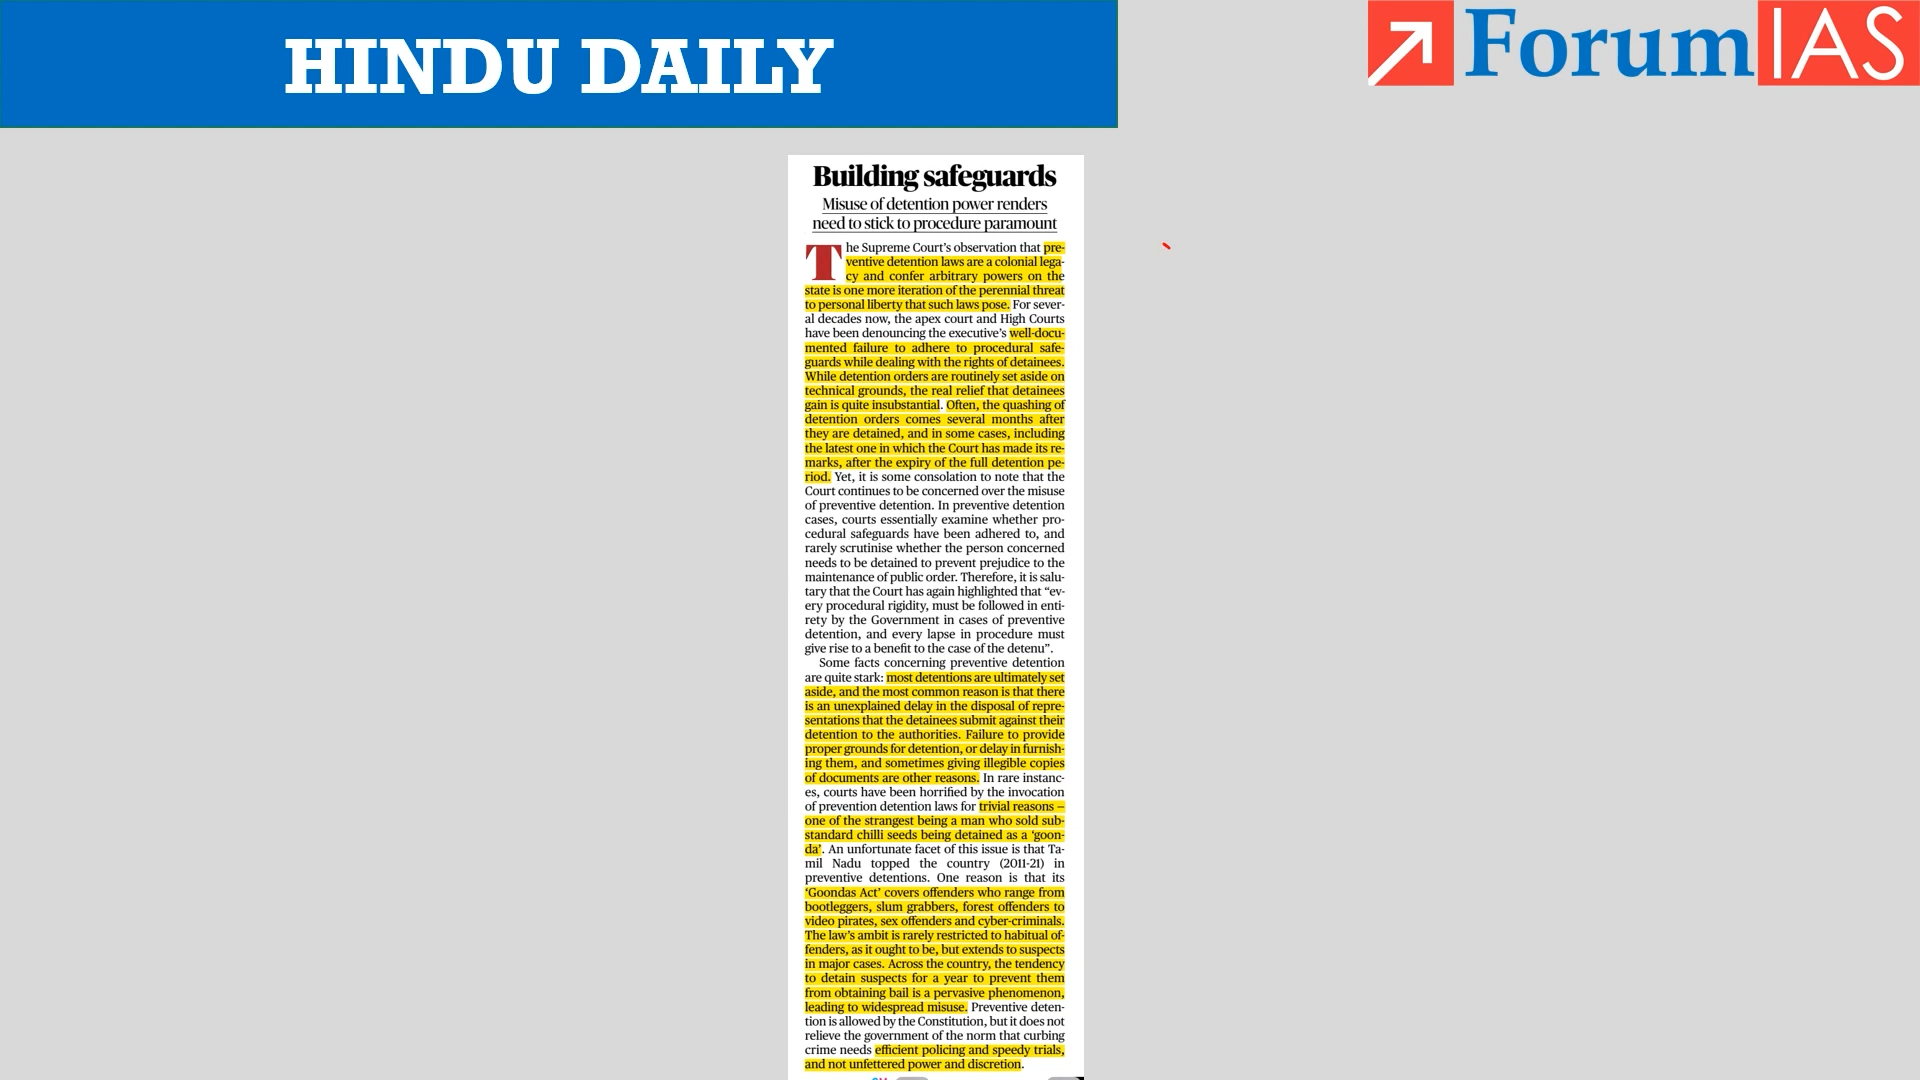 HINDU DAILY
Forum IAS
Building safeguards
Misuse of detention power renders
need to stick to procedure paramount
The Supreme Court's observation that pre-
ventive detention laws are a colonial lega-
cy and confer arbitrary powers on the
state is one more iteration of the perennial threat
to personal liberty that such laws pose. For sever-
al decades now, the apex court and High Courts
have been denouncing the executive's well-docu-
mented failure to adhere to procedural safe-
guards while dealing with the rights of detainees.
While detention orders are routinely set aside on
technical grounds, the real relief that detainees
gain is quite insubstantial. Often, the quashing of
detention orders comes several months after
they are detained, and in some cases, including
the latest one in which the Court has made its re-
marks, after the expiry of the full detention pe-
riod. Yet, it is some consolation to note that the
Court continues to be concerned over the misuse
of preventive detention. In preventive detention
cases, courts essentially examine whether pro-
cedural safeguards have been adhered to, and
rarely scrutinise whether the person concerned
needs to be detained to prevent prejudice to the
maintenance of public order. Therefore, it is salu-
tary that the Court has again highlighted that “ev-
ery procedural rigidity, must be followed in enti-
rety by the Government in cases of preventive
detention, and every lapse in procedure must
give rise to a benefit to the case of the detenu”.
Some facts concerning preventive detention
are quite stark: most detentions are ultimately set
aside, and the most common reason is that there
is an unexplained delay in the disposal of repre-
sentations that the detainees submit against their
detention to the authorities. Failure to provide
proper grounds for detention, or delay in furnish-
ing them, and sometimes giving illegible copies
of documents are other reasons. In rare instanc-
es, courts have been horrified by the invocation
of prevention detention laws for trivial reasons –
one of the strangest being a man who sold sub-
standard chilli seeds being detained as a ‘goon-
da’. An unfortunate facet of this issue is that Ta-
mil Nadu topped the country (2011-21) in
preventive detentions. One reason is that its
‘Goondas Act’ covers offenders who range from
bootleggers, slum grabbers, forest offenders to
video pirates, sex offenders and cyber-criminals.
The law's ambit is rarely restricted to habitual of-
fenders, as it ought to be, but extends to suspects
in major cases. Across the country, the tendency
to detain suspects for a year to prevent them
from obtaining bail is a pervasive phenomenon,
leading to widespread misuse. Preventive deten-
tion is allowed by the Constitution, but it does not
relieve the government of the norm that curbing
crime needs efficient policing and speedy trials,
and not unfettered power and discretion.